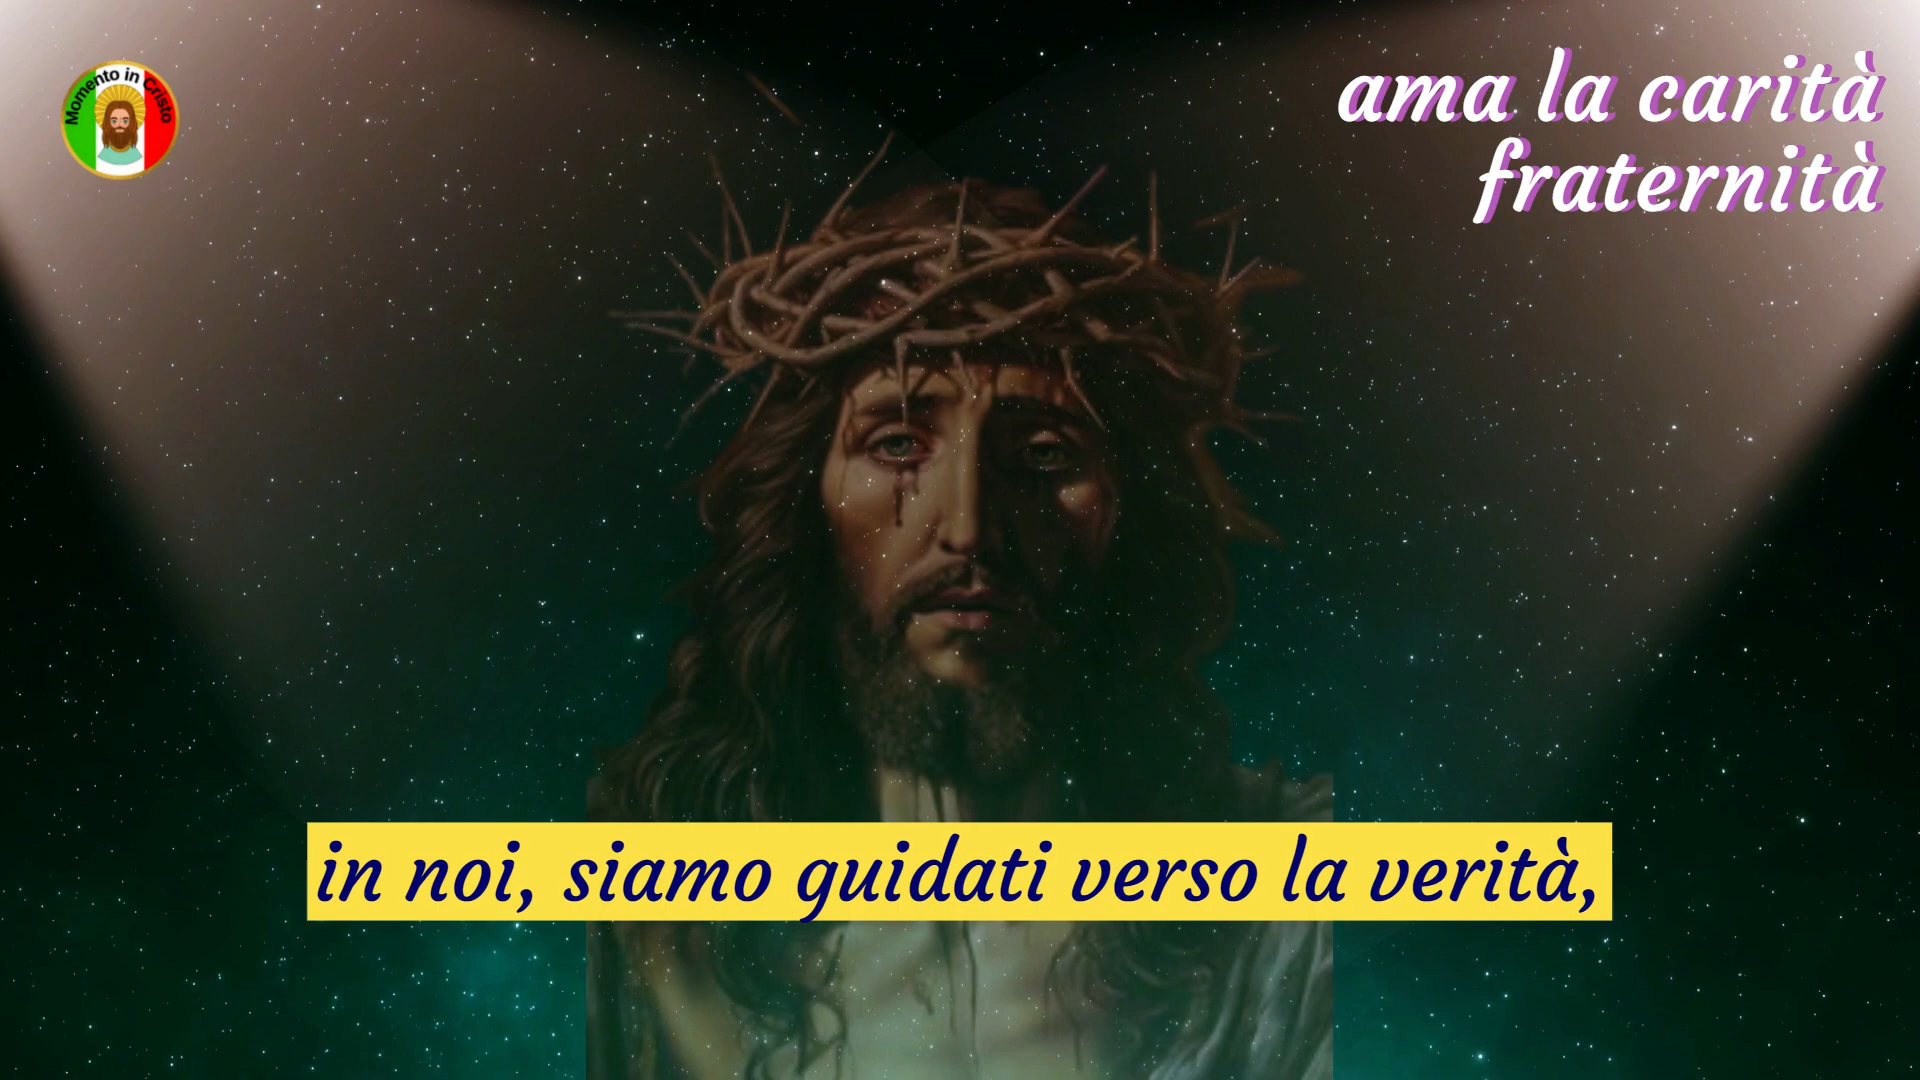 Momento in Cristo
ama la carità
fraternità
in noi, siamo guidati verso la verità,